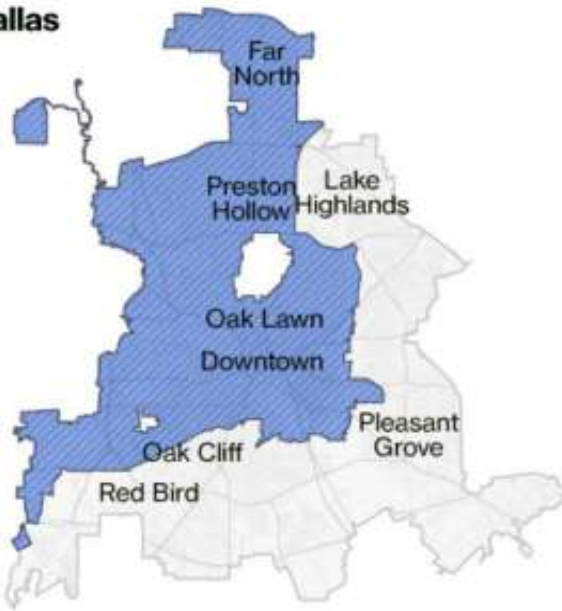 allas
Far
North
Preston
Hollow
Lake
Highlands
Oak Lawn
Downtown
Pleasant
Grove
Oak Cliff
Red Bird